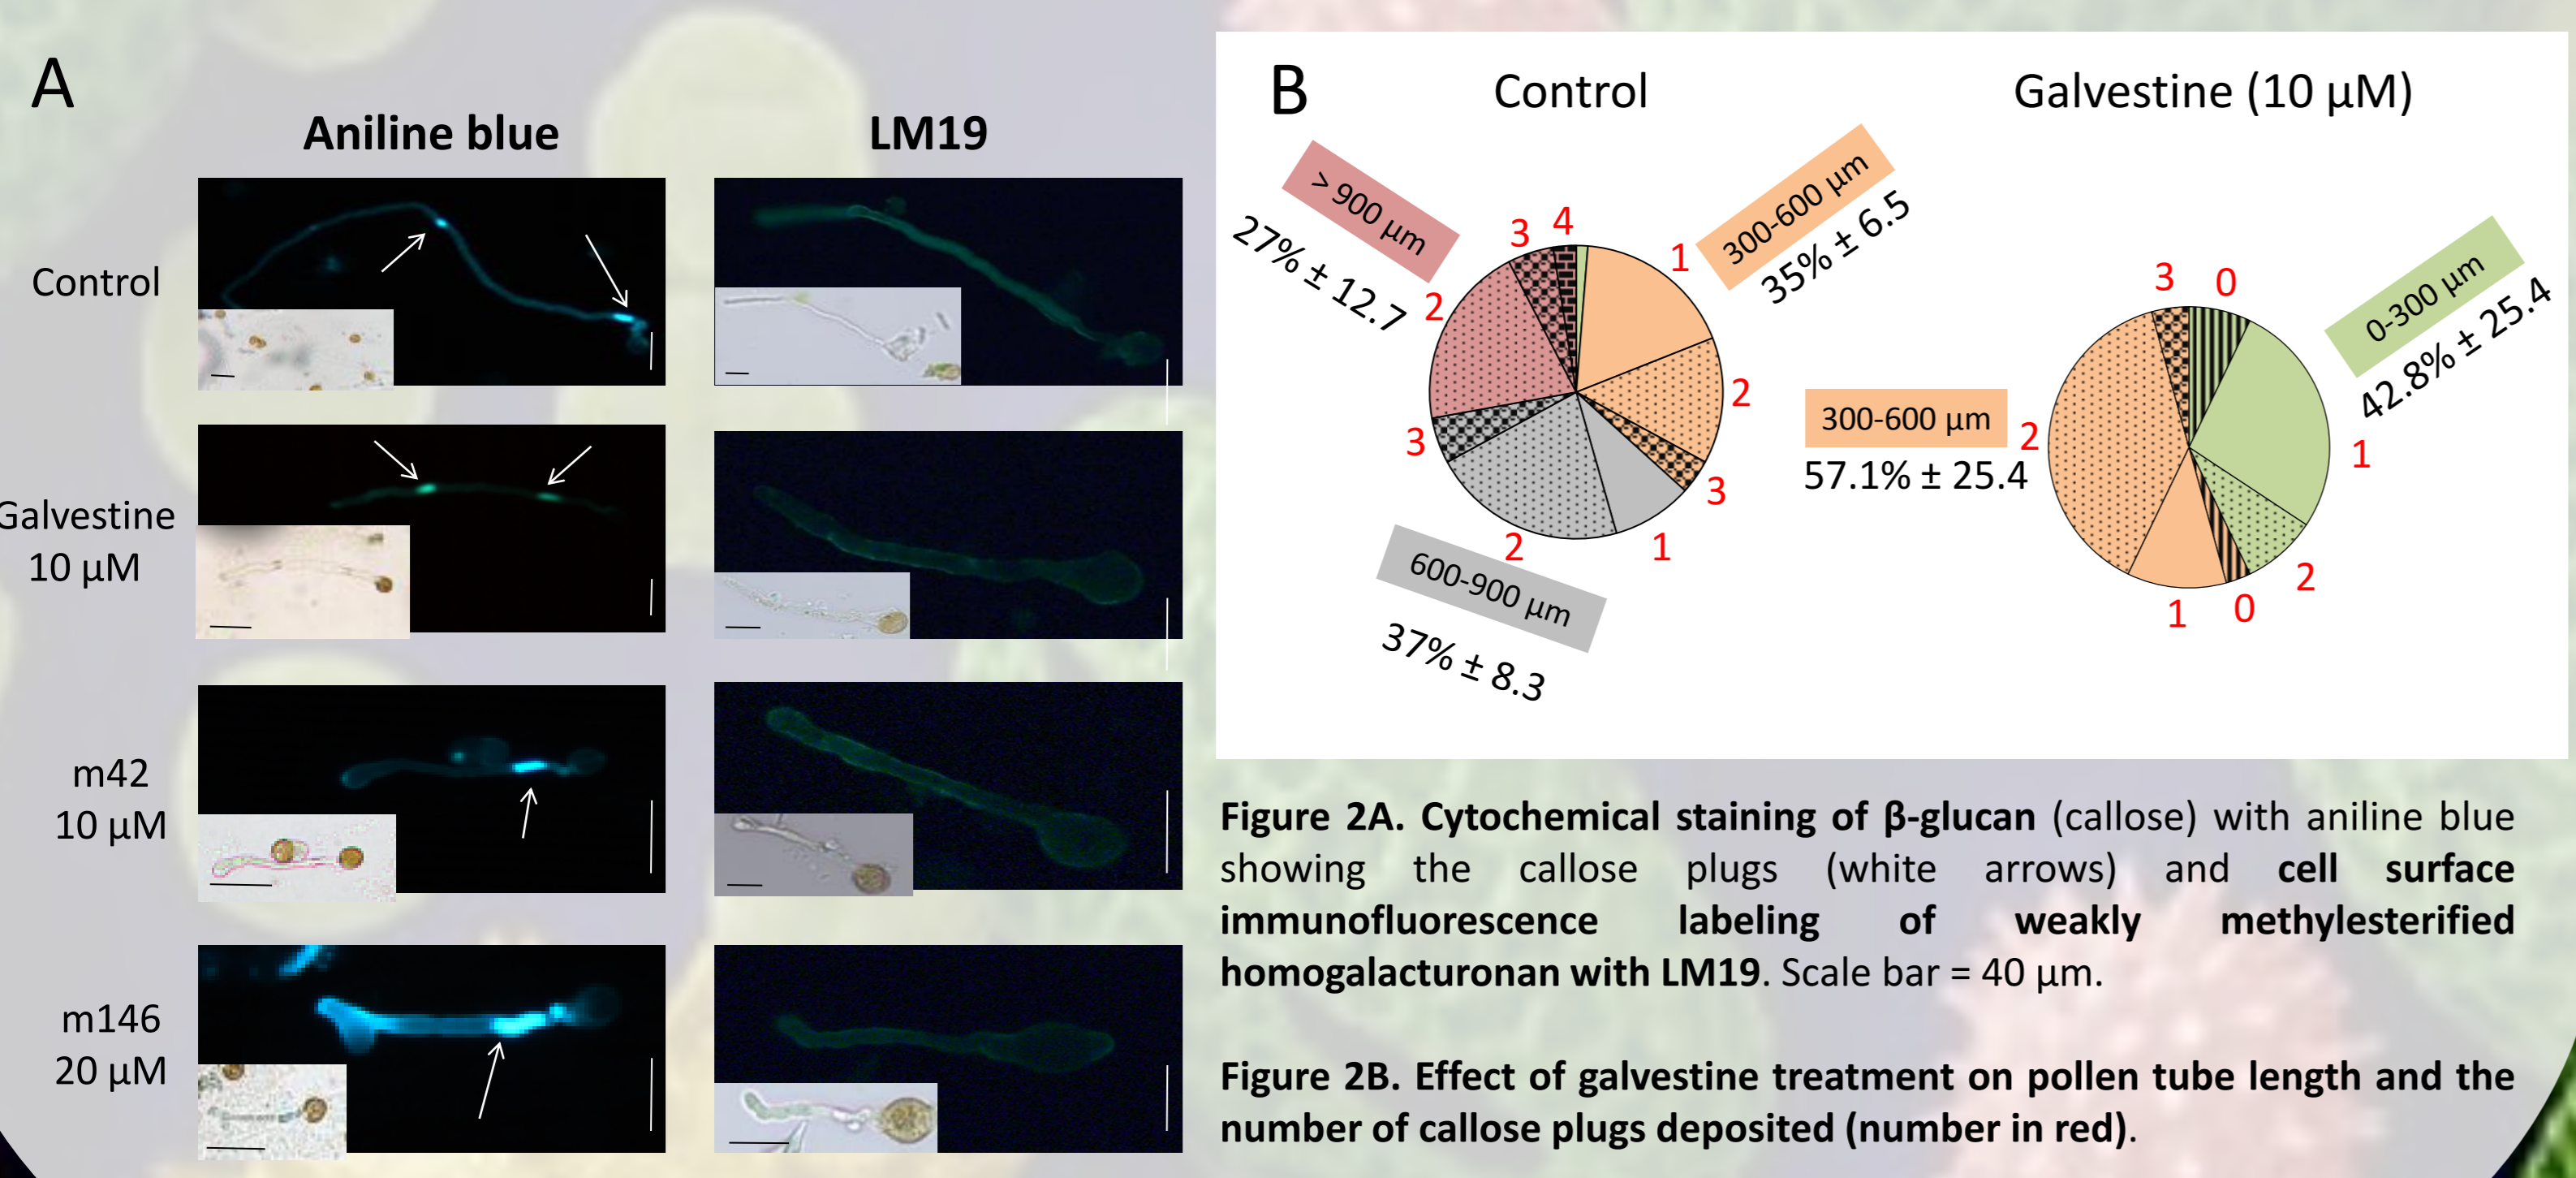 A
Aniline blue
LM19
Control
Galvestine
10 µM
m42
10 µM
m146
20 µM
B
Control
Galvestine (10 µM)
> 900 µm
27% ± 12.7
300-600 µm
35% ± 6.5
600-900 µm
37% ± 8.3
3
4
1
2
2
3
3
2
1
0-300 µm
42.8% ± 25.4
300-600 µm
57.1% ± 25.4
3
0
2
1
2
1
0
Figure 2A. Cytochemical staining of β-glucan (callose) with aniline blue
showing the callose plugs (white arrows) and cell surface
immunofluorescence labeling of weakly methylesterified
homogalacturonan with LM19. Scale bar = 40 µm.
Figure 2B. Effect of galvestine treatment on pollen tube length and the
number of callose plugs deposited (number in red).